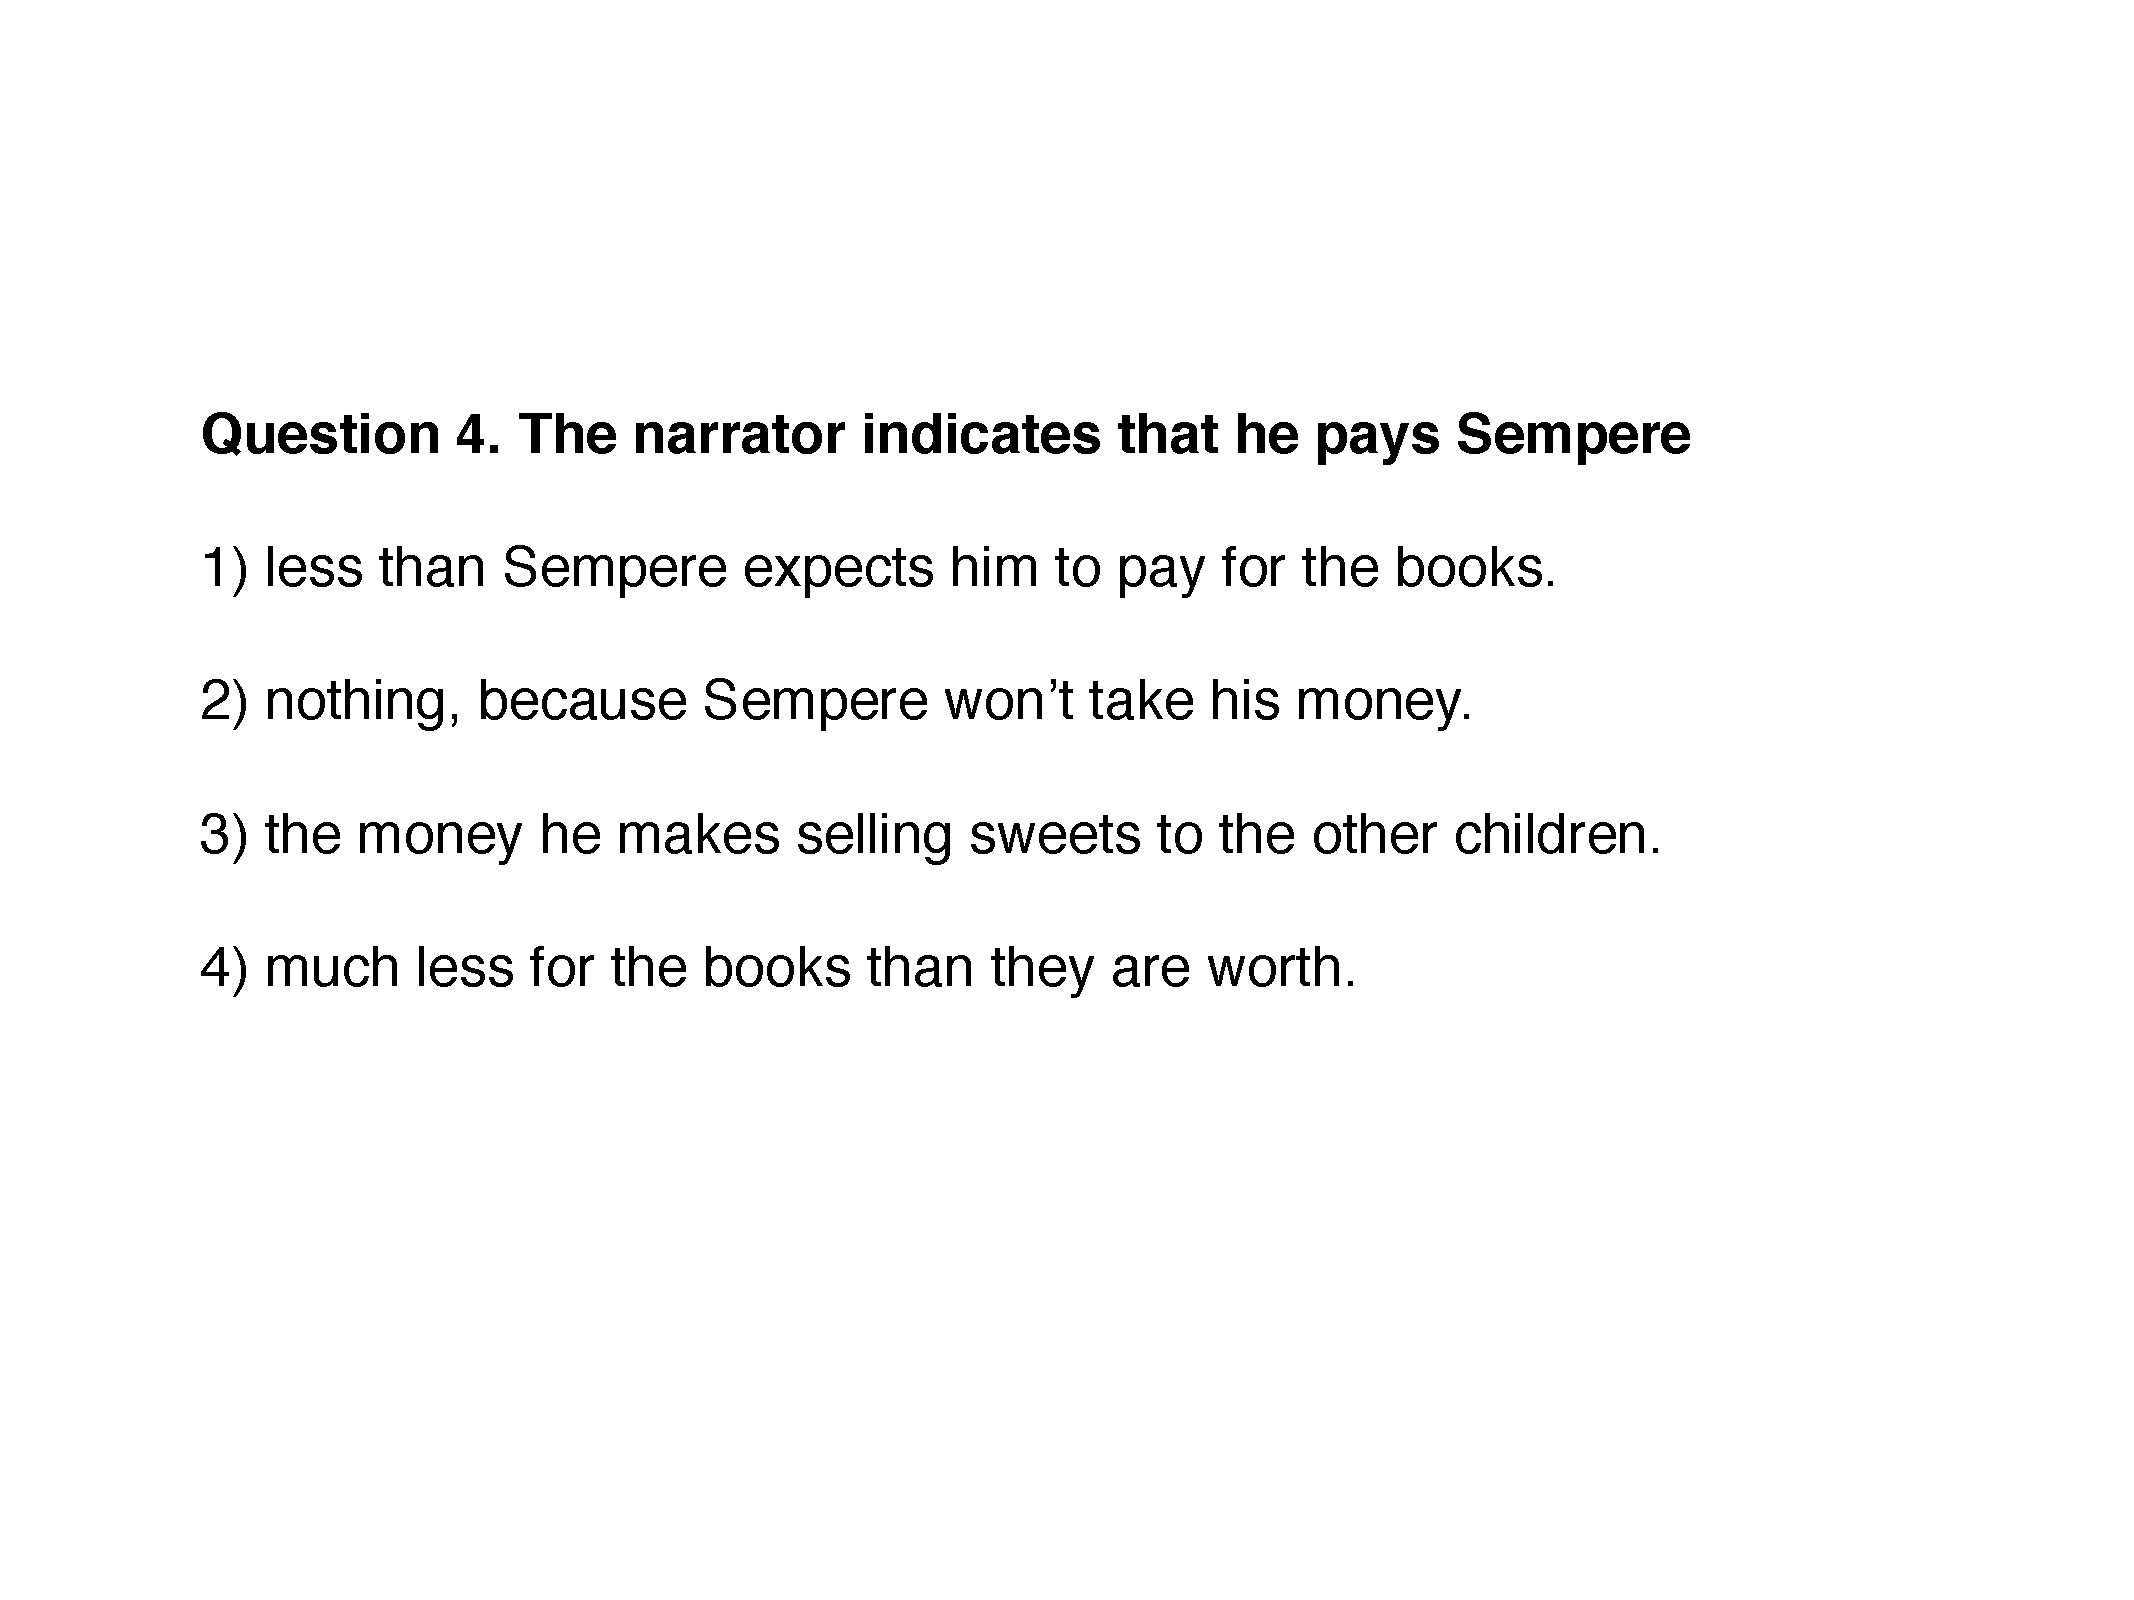 Question 4. The narrator indicates that he pays Sempere
1) less than Sempere expects him to pay for the books.
2) nothing, because Sempere won’t take his money.
3) the money he makes selling sweets to the other children.
4) much less for the books than they are worth.